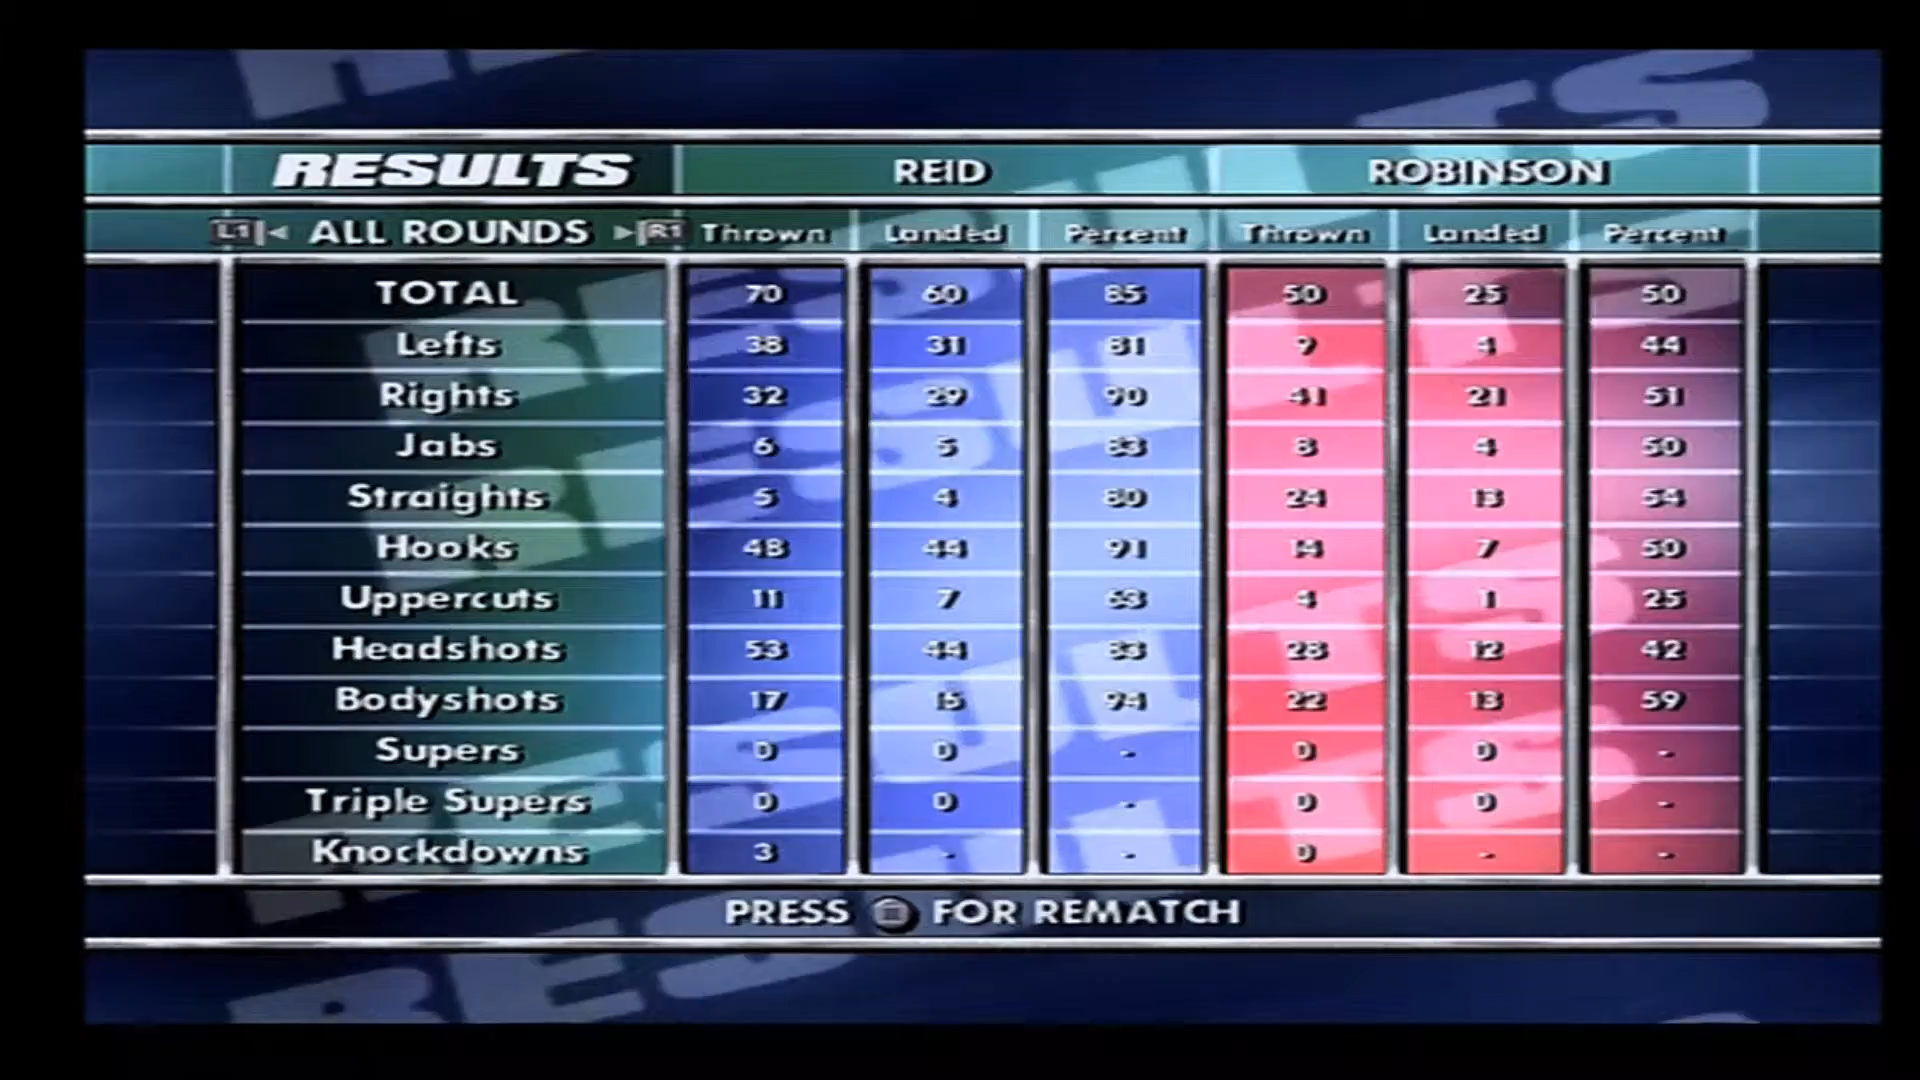 RESULTS REID ROBINSON
L1 ALL ROUNDS R1 Thrown Landed Percent Thrown Landed Percent
TOTAL 70 60 85 50 25 50
Lefts 38 31 81 9 4 44
Rights 32 29 90 41 21 51
Jabs 6 5 83 8 4 50
Straights 5 4 80 24 13 54
Hooks 48 44 91 14 7 50
Uppercuts 11 7 63 4 1 25
Headshots 53 44 83 28 12 42
Bodyshots 17 16 94 22 13 59
Supers 0 0 - 0 0 -
Triple Supers 0 0 - 0 0 -
Knockdowns 3 - - 0 - -
PRESS FOR REMATCH